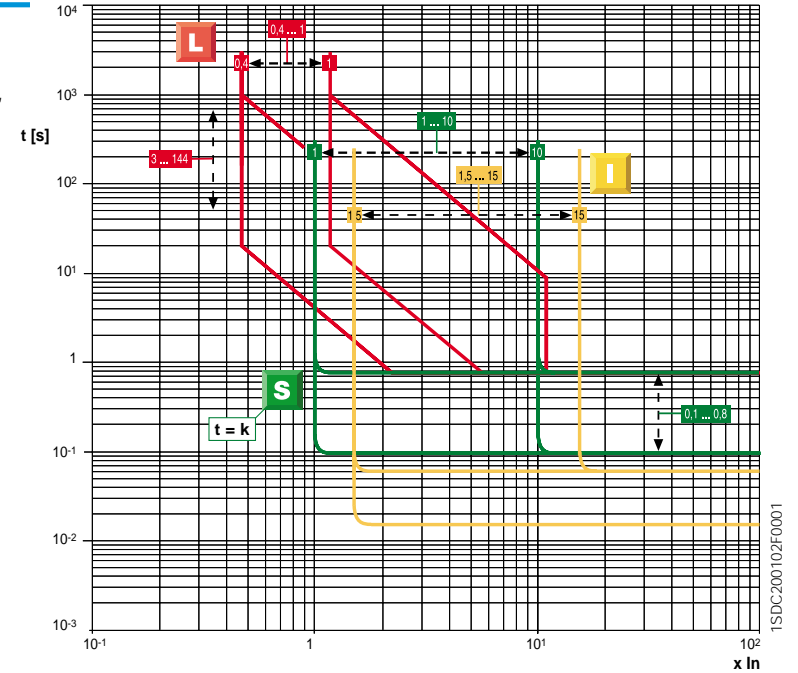 10⁴
L
0,4 ... 1
0,4
1
10³
t [s]
1 ... 10
3 ... 144
1
10
10²
1,5 ... 15
I
1 5
15
10¹
1
S
0,1 ... 0,8
t = k
10-¹
10-²
10-³
10-¹
1
10¹
10²
x In
1SDC200102F0001